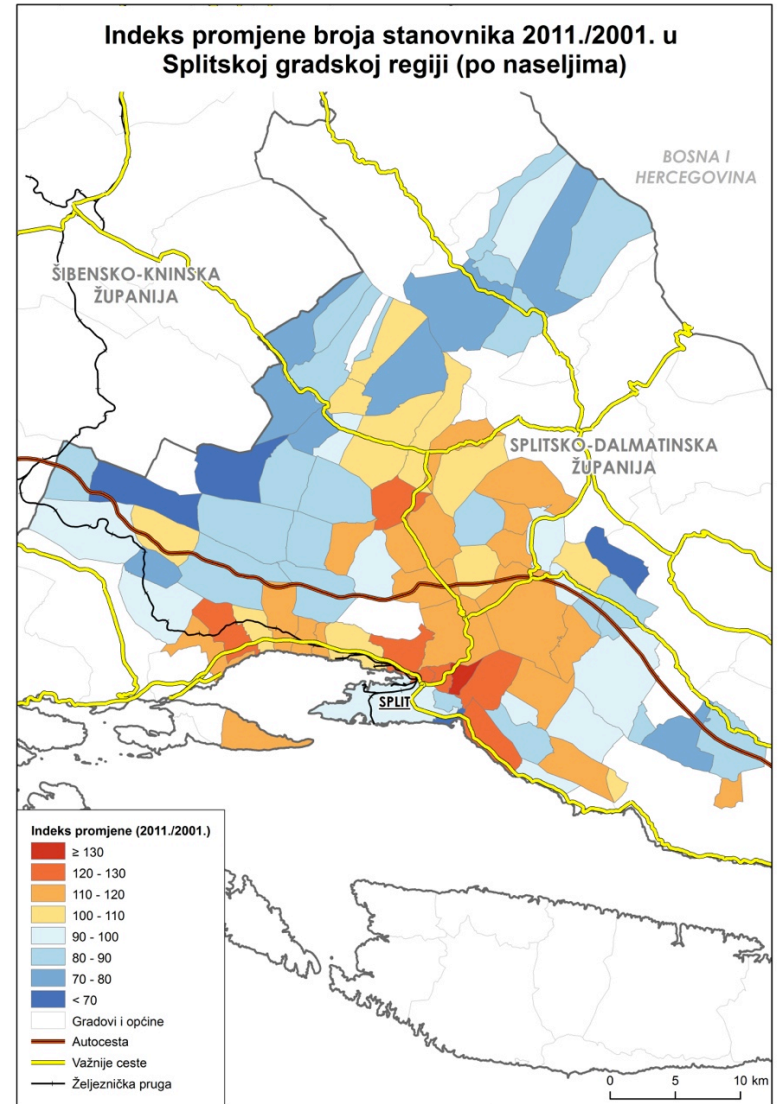 Indeks promjene broja stanovnika 2011./2001. u
Splitskoj gradskoj regiji (po naseljima)
BOSNA I
HERCEGOVINA
ŠIBENSKO-KNINSKA
ŽUPANIJA
SPLITSKO-DALMATINSKA
ŽUPANIJA
SPLIT
Indeks promjene (2011./2001.)
≥ 130
120 - 130
110 - 120
100 - 110
90 - 100
80 - 90
70 - 80
< 70
Gradovi i općine
Autocesta
Važnije ceste
Željeznička pruga
0 5 10 km